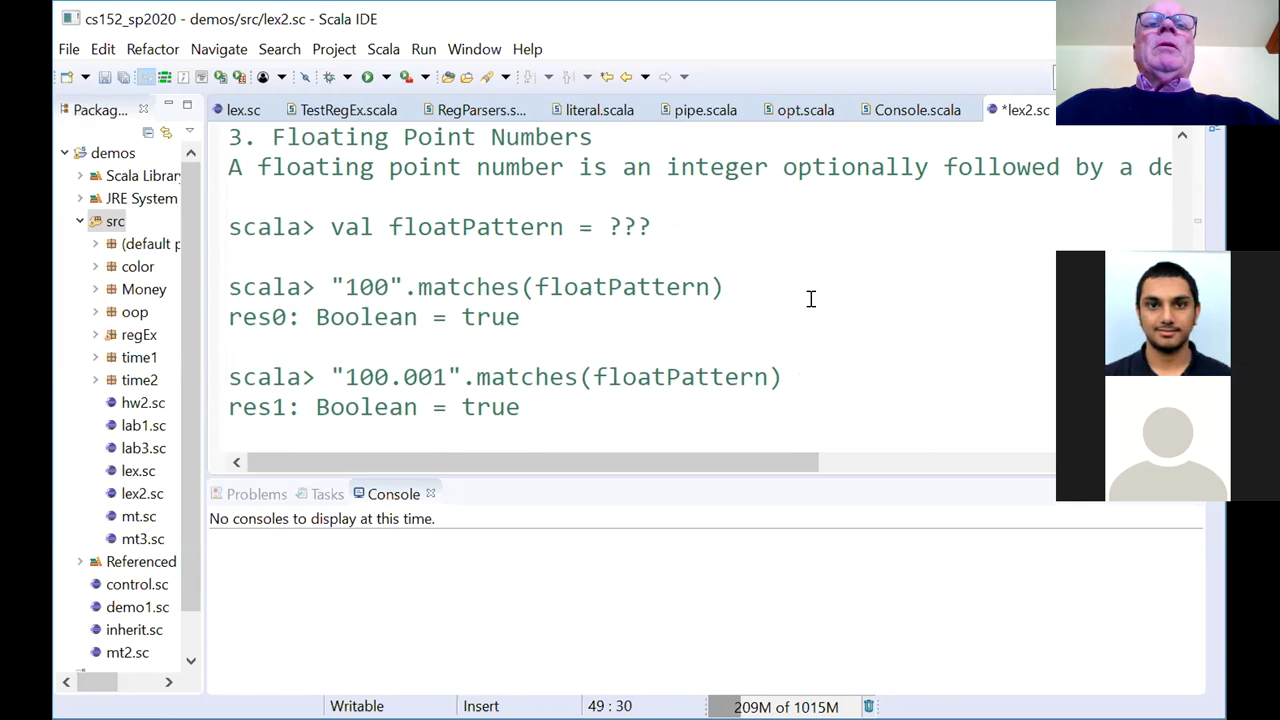 cs152_sp2020 - demos/src/lex2.sc - Scala IDE
File Edit Refactor Navigate Search Project Scala Run Window Help
Packag...
lex.sc TestRegEx.scala RegParsers.s... literal.scala pipe.scala opt.scala Console.scala *lex2.sc
demos
Scala Library
JRE System
src
(default p
color
Money
oop
regEx
time1
time2
hw2.sc
lab1.sc
lab3.sc
lex.sc
lex2.sc
mt.sc
mt3.sc
Referenced
control.sc
demo1.sc
inherit.sc
mt2.sc
3. Floating Point Numbers
A floating point number is an integer optionally followed by a de
scala> val floatPattern = ???
scala> "100".matches(floatPattern)
res0: Boolean = true
scala> "100.001".matches(floatPattern)
res1: Boolean = true
Problems Tasks Console
No consoles to display at this time.
Writable Insert 49 : 30 209M of 1015M